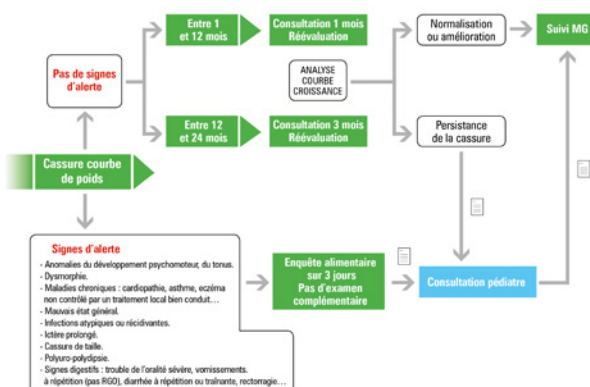 Entre 1
et 12 mois
Consultation 1 mois
Réévaluation
Normalisation
ou amélioration
Suivi MG
Pas de signes
d'alerte
ANALYSE
COURBE
CROISSANCE
Entre 12
et 24 mois
Consultation 3 mois
Réévaluation
Persistance
de la cassure
Cassure courbe
de poids
Signes d'alerte
- Anomalies du développement psychomoteur, du tonus.
- Dysmorphie.
- Maladies chroniques : cardiopathie, asthme, eczéma
non contrôlé par un traitement local bien conduit…
- Mauvais état général.
- Infections atypiques ou récidivantes.
- Ictère prolongé.
- Cassure de taille.
- Polyuro-polydipsie.
- Signes digestifs : trouble de l'oralité sévère, vomissements.
à répétition (pas RGO), diarrhée à répétition ou traînante, rectorragie…
Enquête alimentaire
sur 3 jours
Pas d'examen
complémentaire
Consultation pédiatre